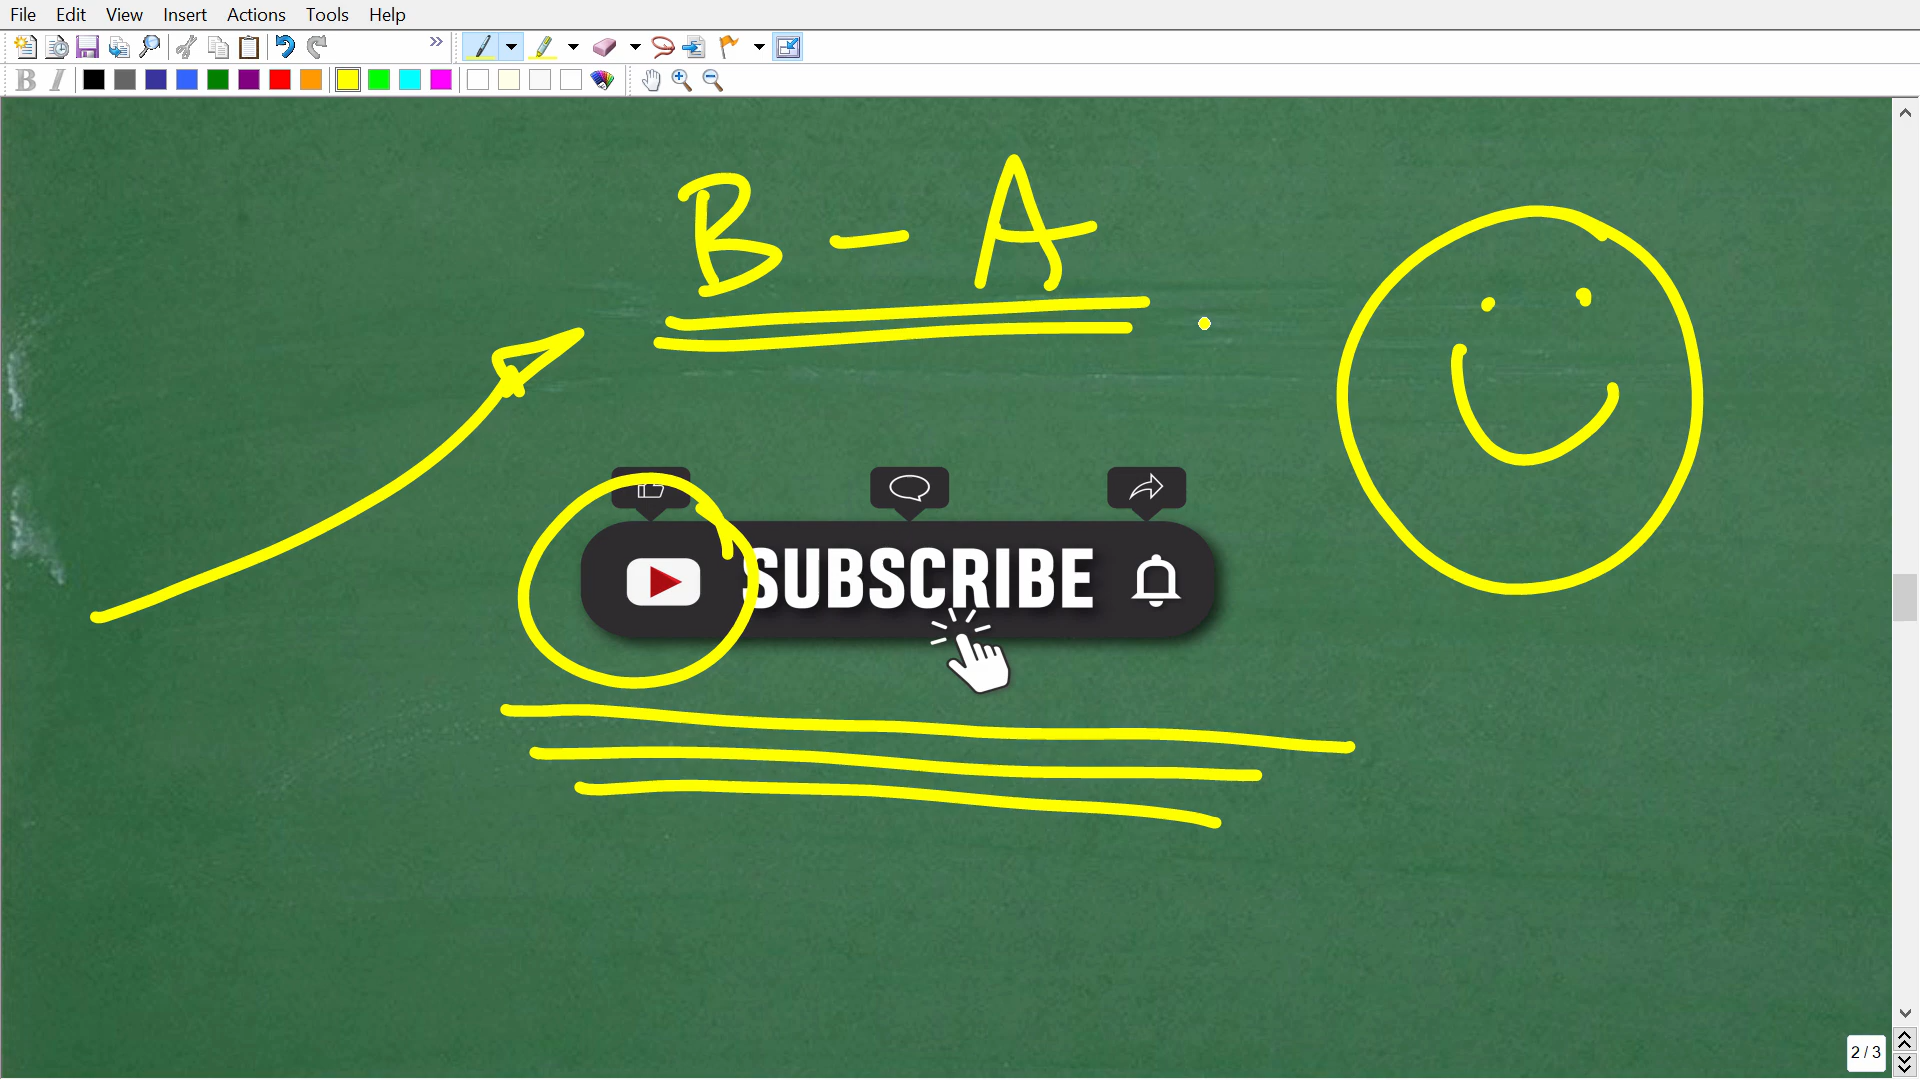 File Edit View Insert Actions Tools Help
B I
B - A
SUBSCRIBE
2 / 3